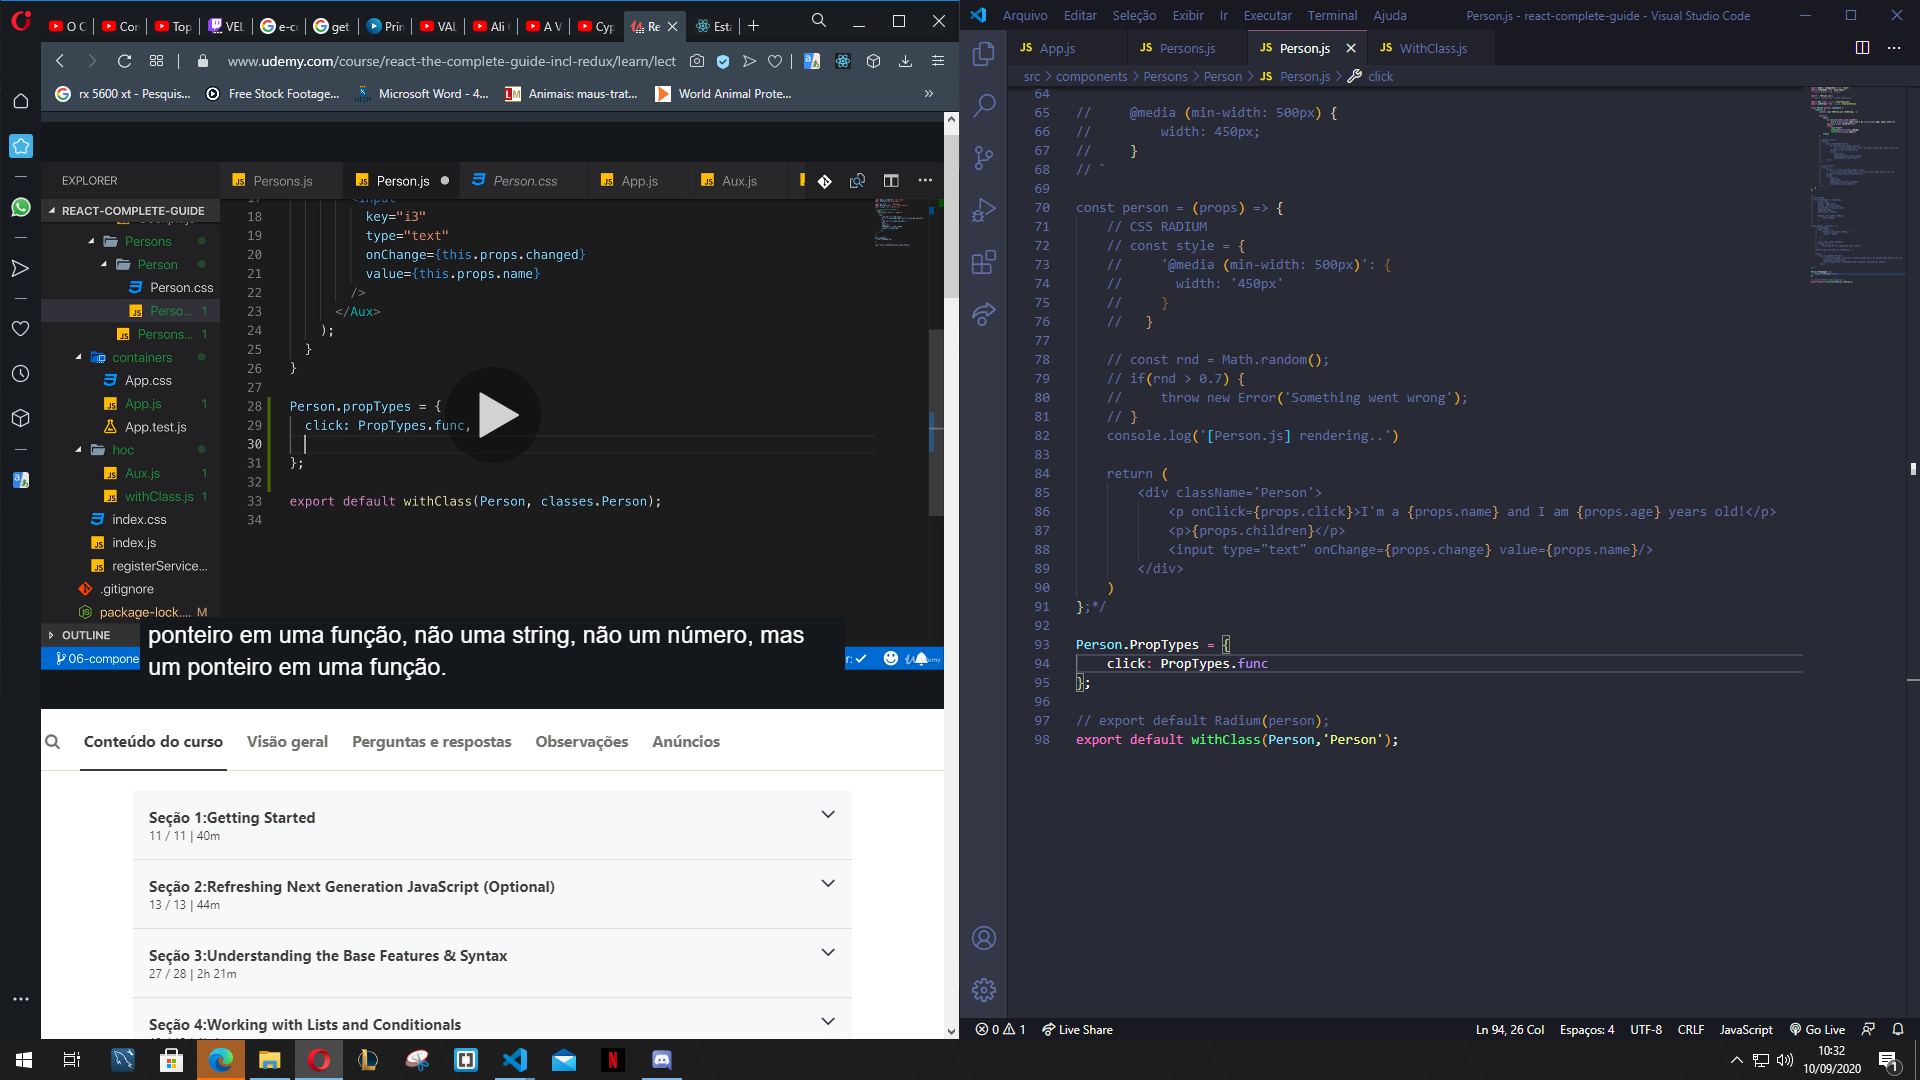 O C
Cor
Top
VEL
e-cc
get
Prin
VAL
Ali
A V
Cyp
Re
Esta
www.udemy.com/course/react-the-complete-guide-incl-redux/learn/lect
rx 5600 xt - Pesquis...
Free Stock Footage...
Microsoft Word - 4...
Animais: maus-trat...
World Animal Prote...
»
EXPLORER
Persons.js
Person.js
Person.css
App.js
Aux.js
REACT-COMPLETE-GUIDE
Persons
Person
Person.css
Perso... 1
Persons... 1
containers
App.css
App.js 1
App.test.js
hoc
Aux.js 1
withClass.js 1
index.css
index.js
registerService...
.gitignore
package-lock.... M
OUTLINE
06-compone
17 <input
18 key="i3"
19 type="text"
20 onChange={this.props.changed}
21 value={this.props.name}
22 />
23 </Aux>
24 );
25 }
26 }
27
28 Person.propTypes = {
29 click: PropTypes.func,
30
31 };
32
33 export default withClass(Person, classes.Person);
34
ponteiro em uma função, não uma string, não um número, mas
um ponteiro em uma função.
Conteúdo do curso
Visão geral
Perguntas e respostas
Observações
Anúncios
Seção 1:Getting Started
11 / 11 | 40m
Seção 2:Refreshing Next Generation JavaScript (Optional)
13 / 13 | 44m
Seção 3:Understanding the Base Features & Syntax
27 / 28 | 2h 21m
Seção 4:Working with Lists and Conditionals
Arquivo Editar Seleção Exibir Ir Executar Terminal Ajuda
Person.js - react-complete-guide - Visual Studio Code
JS App.js
JS Persons.js
JS Person.js
JS WithClass.js
src > components > Persons > Person > JS Person.js > click
64
65 // @media (min-width: 500px) {
66 // width: 450px;
67 // }
68 // `
69
70 const person = (props) => {
71 // CSS RADIUM
72 // const style = {
73 // '@media (min-width: 500px)': {
74 // width: '450px'
75 // }
76 // }
77
78 // const rnd = Math.random();
79 // if(rnd > 0.7) {
80 // throw new Error('Something went wrong');
81 // }
82 console.log('[Person.js] rendering..')
83
84 return (
85 <div className='Person'>
86 <p onClick={props.click}>I'm a {props.name} and I am {props.age} years old!</p>
87 <p>{props.children}</p>
88 <input type="text" onChange={props.change} value={props.name}/>
89 </div>
90 )
91 };*/
92
93 Person.PropTypes = {
94 click: PropTypes.func
95 };
96
97 // export default Radium(person);
98 export default withClass(Person,'Person');
0 1 Live Share
Ln 94, 26 Col Espaços: 4 UTF-8 CRLF JavaScript Go Live
10:32
10/09/2020
1